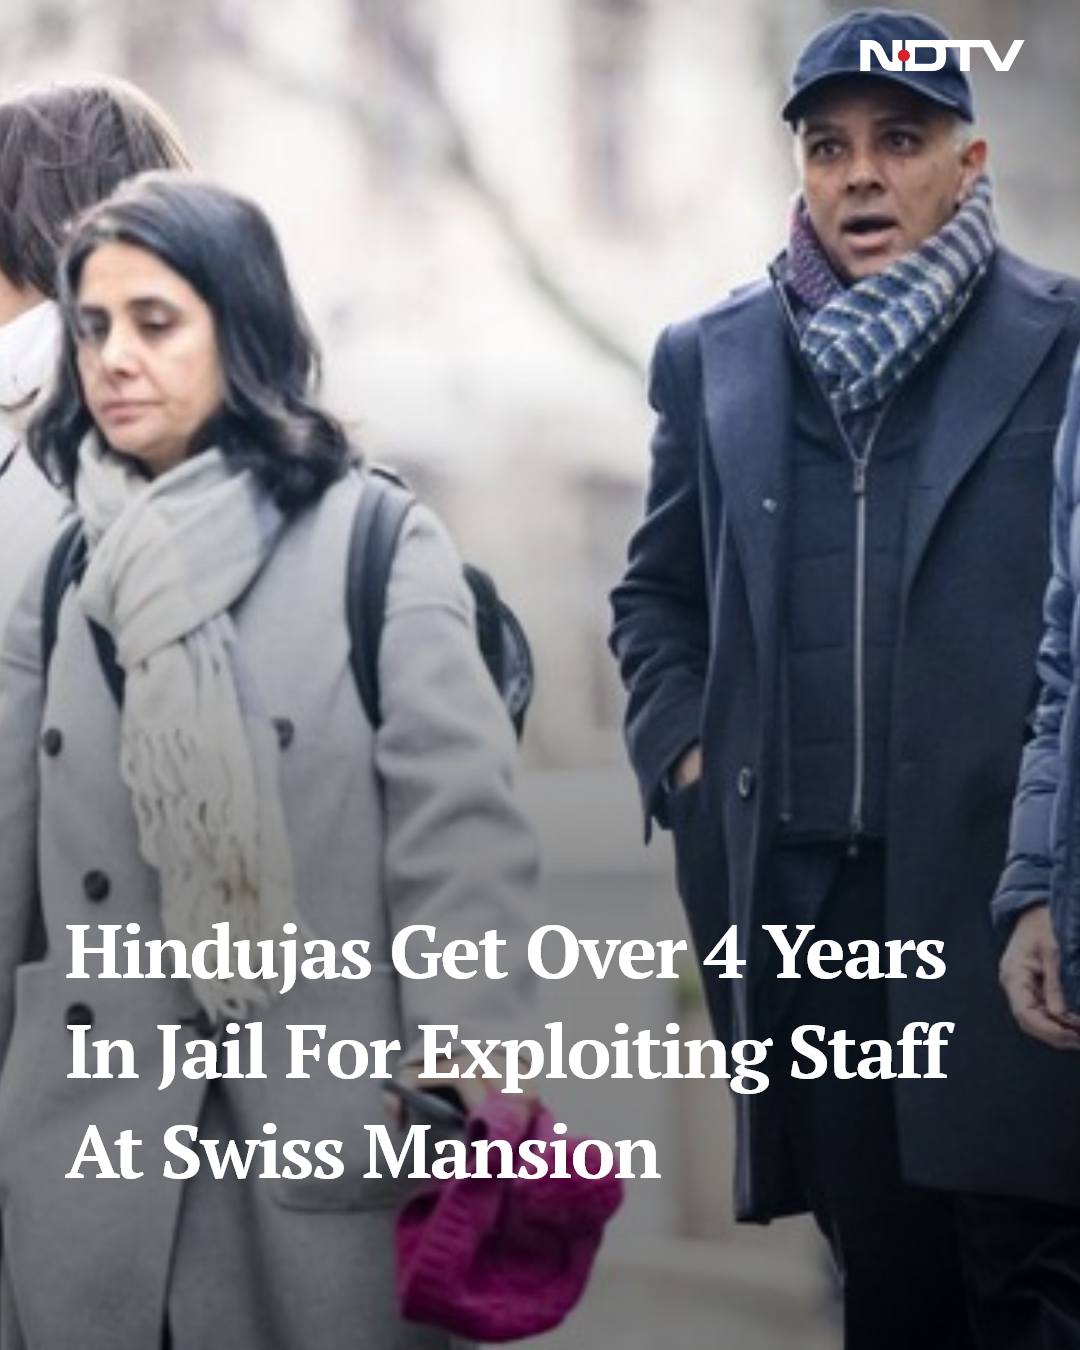 NDTV
Hindujas Get Over 4 Years
In Jail For Exploiting Staff
At Swiss Mansion